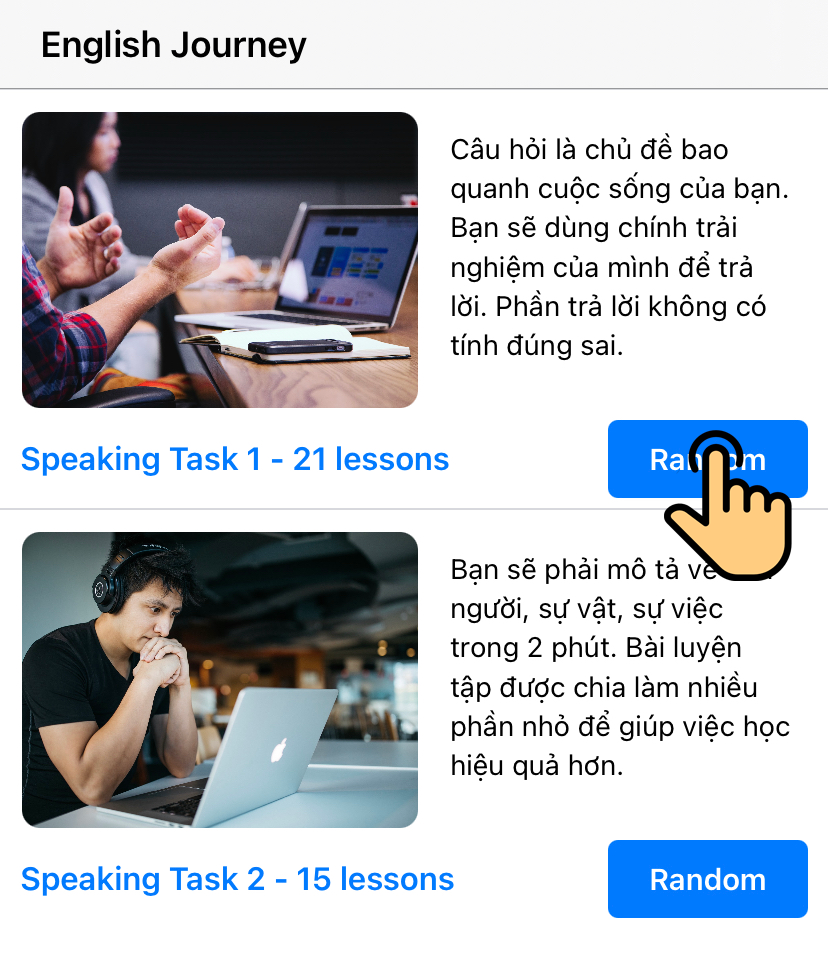 English Journey
Câu hỏi là chủ đề bao
quanh cuộc sống của bạn.
Bạn sẽ dùng chính trải
nghiệm của mình để trả
lời. Phần trả lời không có
tính đúng sai.
Speaking Task 1 - 21 lessons
Random
Bạn sẽ phải mô tả về
người, sự vật, sự việc
trong 2 phút. Bài luyện
tập được chia làm nhiều
phần nhỏ để giúp việc học
hiệu quả hơn.
Speaking Task 2 - 15 lessons
Random